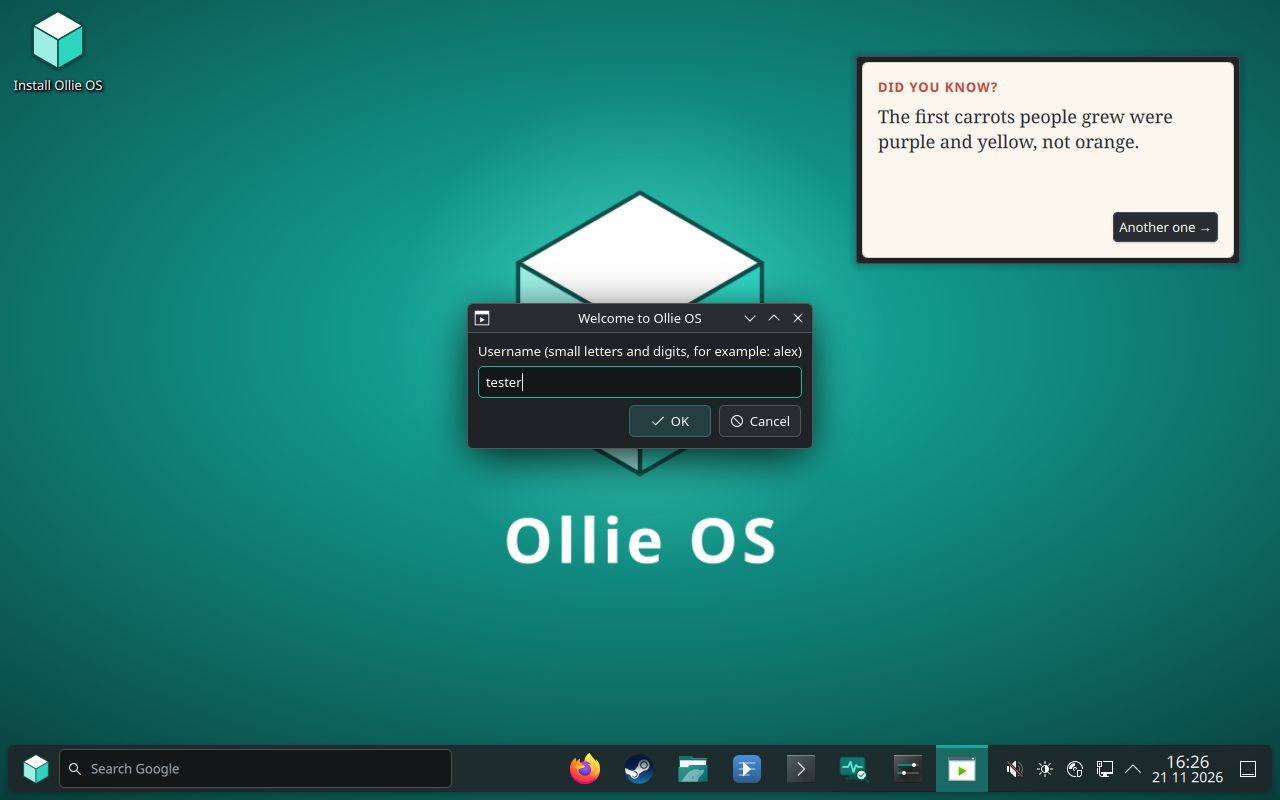 Install Ollie OS
DID YOU KNOW?
The first carrots people grew were
purple and yellow, not orange.
Another one →
Welcome to Ollie OS
Username (small letters and digits, for example: alex)
tester
OK
Cancel
Ollie OS
Search Google
16:26
21 11 2026